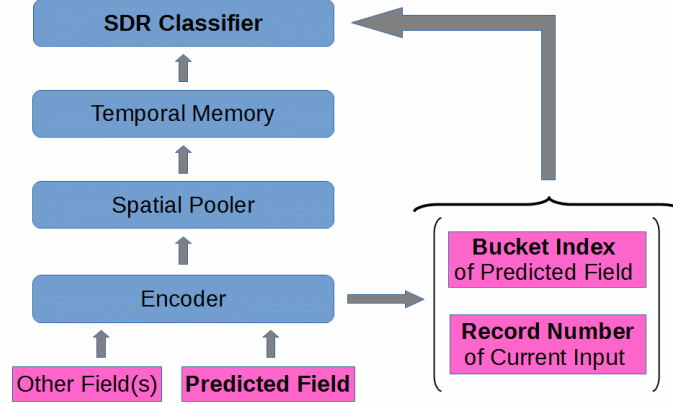 SDR Classifier
Temporal Memory
Spatial Pooler
Encoder
Other Field(s)
Predicted Field
Bucket Index
of Predicted Field
Record Number
of Current Input